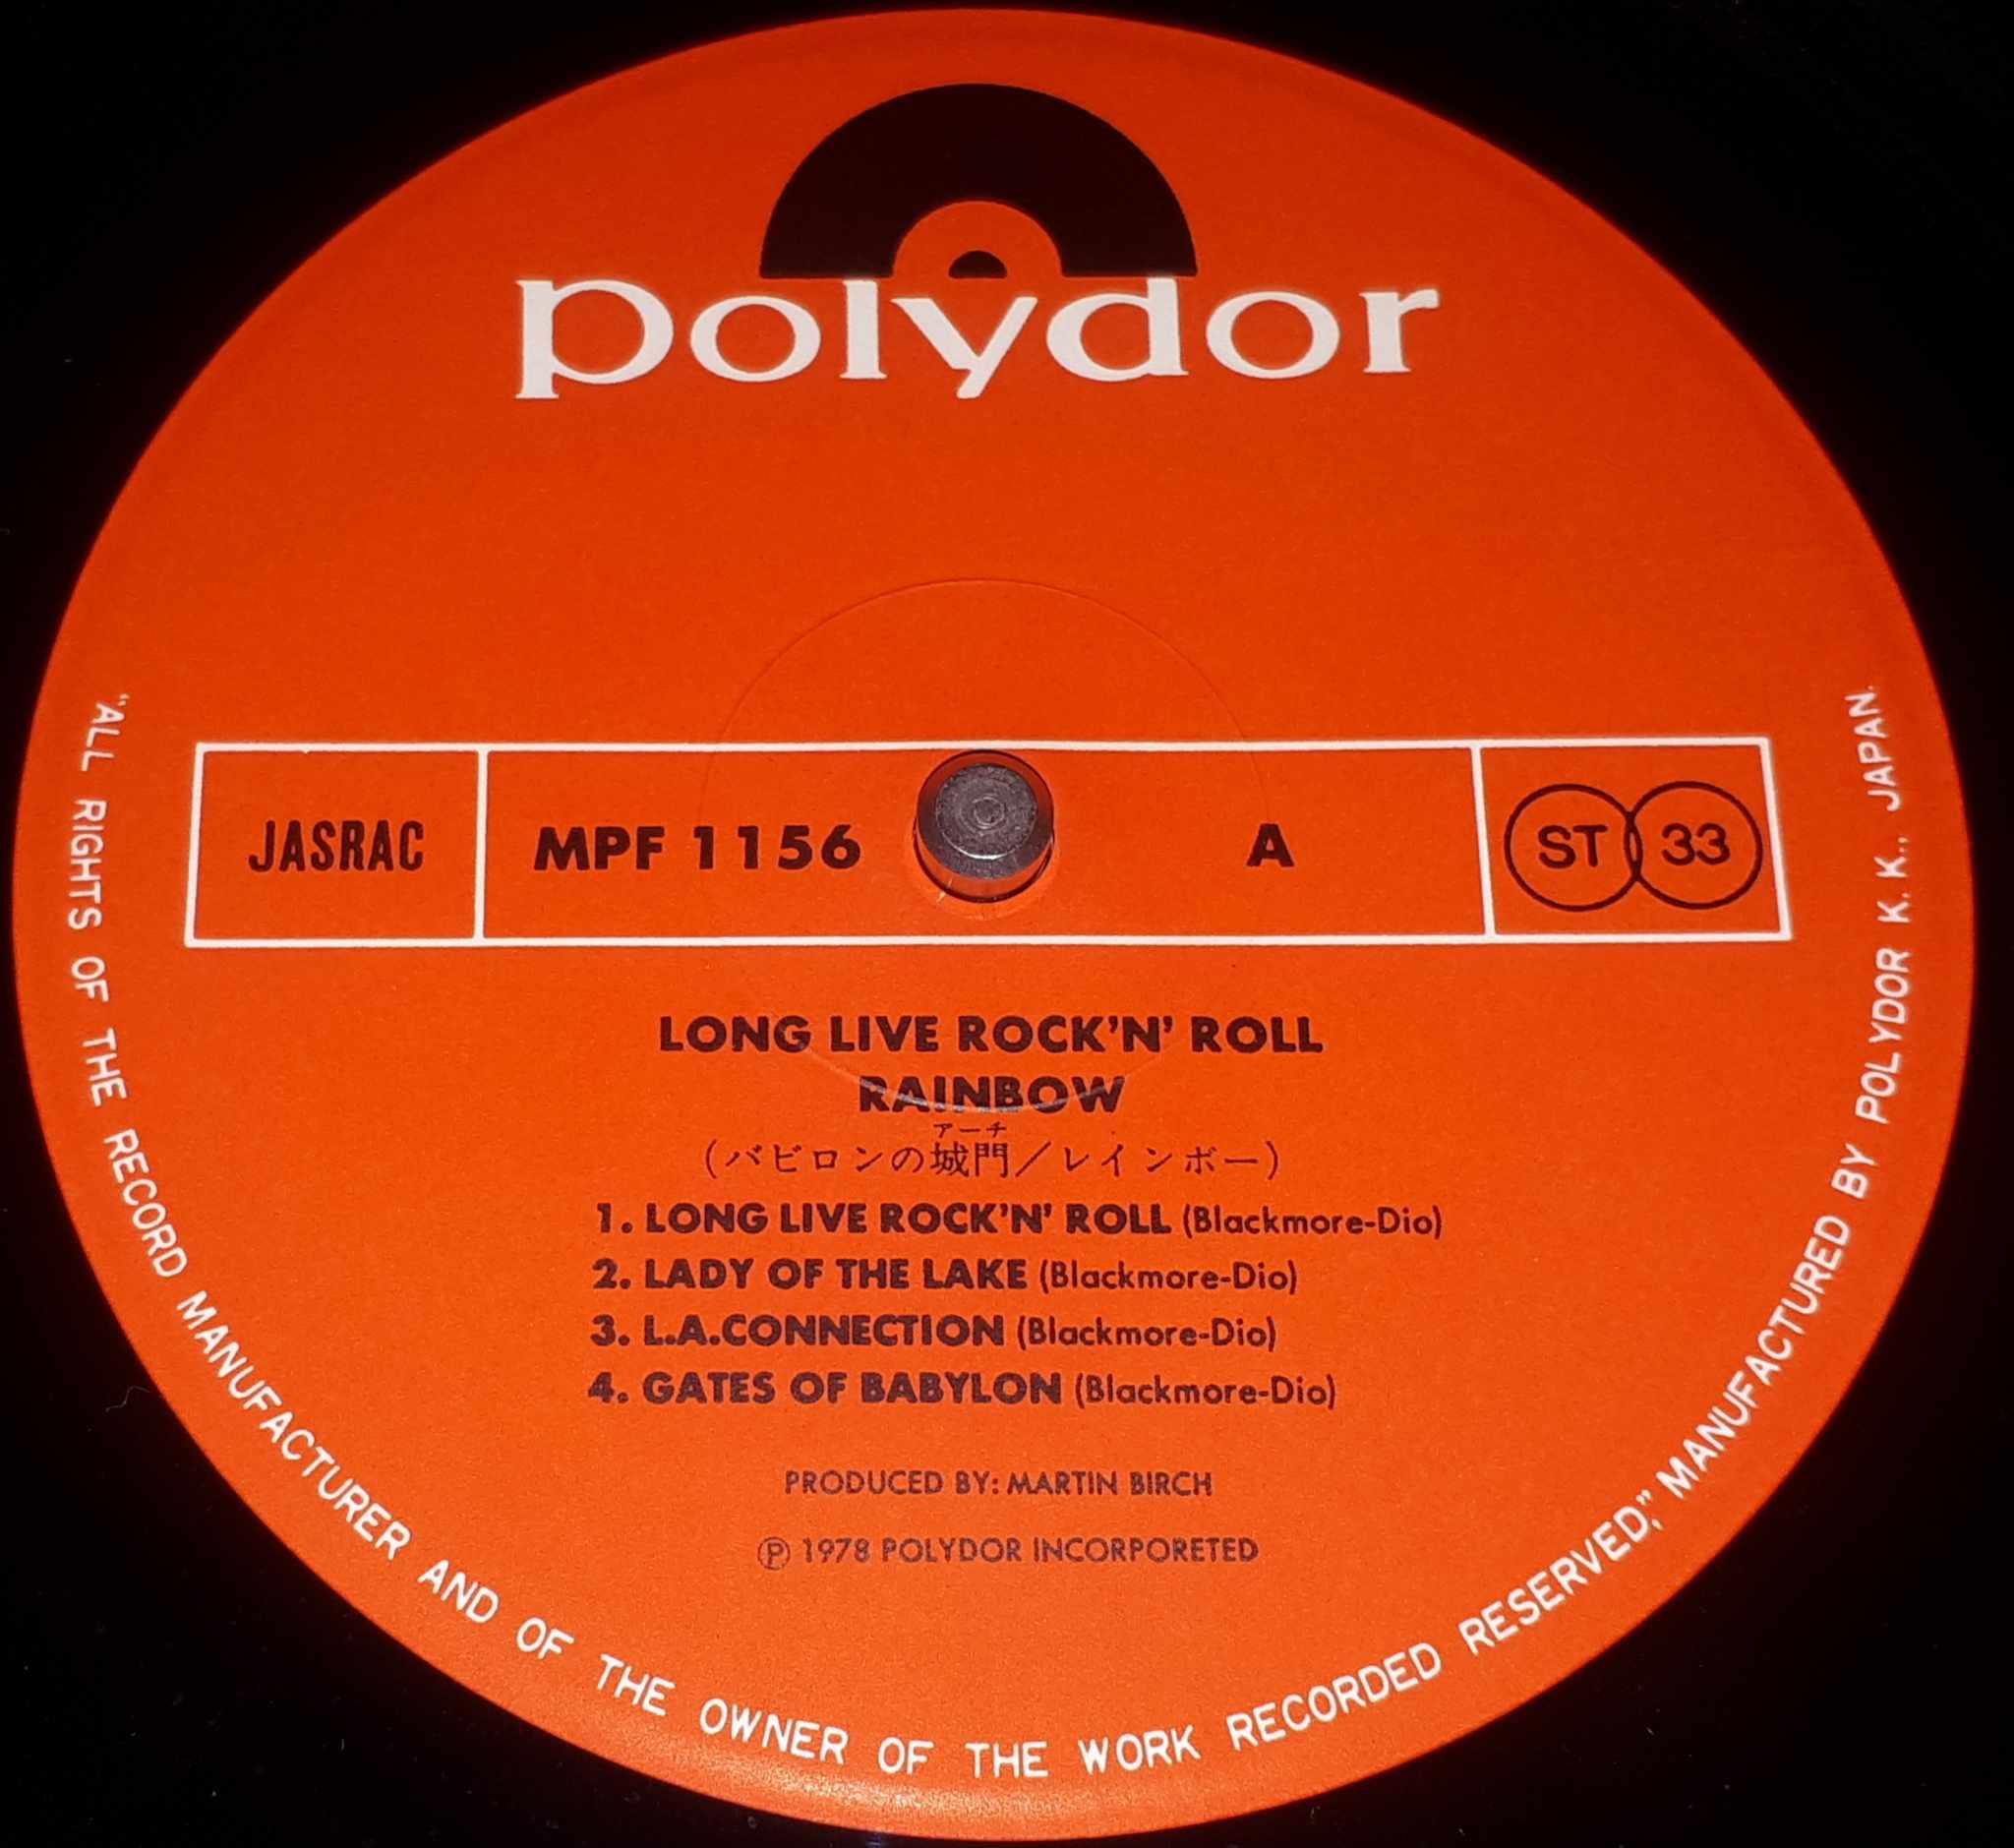 polydor
JASRAC
MPF 1156
A
ST 33
LONG LIVE ROCK'N' ROLL
RAINBOW
アーチ
(バビロンの城門/レインボー)
1. LONG LIVE ROCK'N' ROLL (Blackmore-Dio)
2. LADY OF THE LAKE (Blackmore-Dio)
3. L.A.CONNECTION (Blackmore-Dio)
4. GATES OF BABYLON (Blackmore-Dio)
PRODUCED BY: MARTIN BIRCH
Ⓟ 1978 POLYDOR INCORPORETED
"ALL RIGHTS OF THE RECORD MANUFACTURER AND OF THE OWNER OF THE WORK RECORDED RESERVED," MANUFACTURED BY POLYDOR K.K., JAPAN.